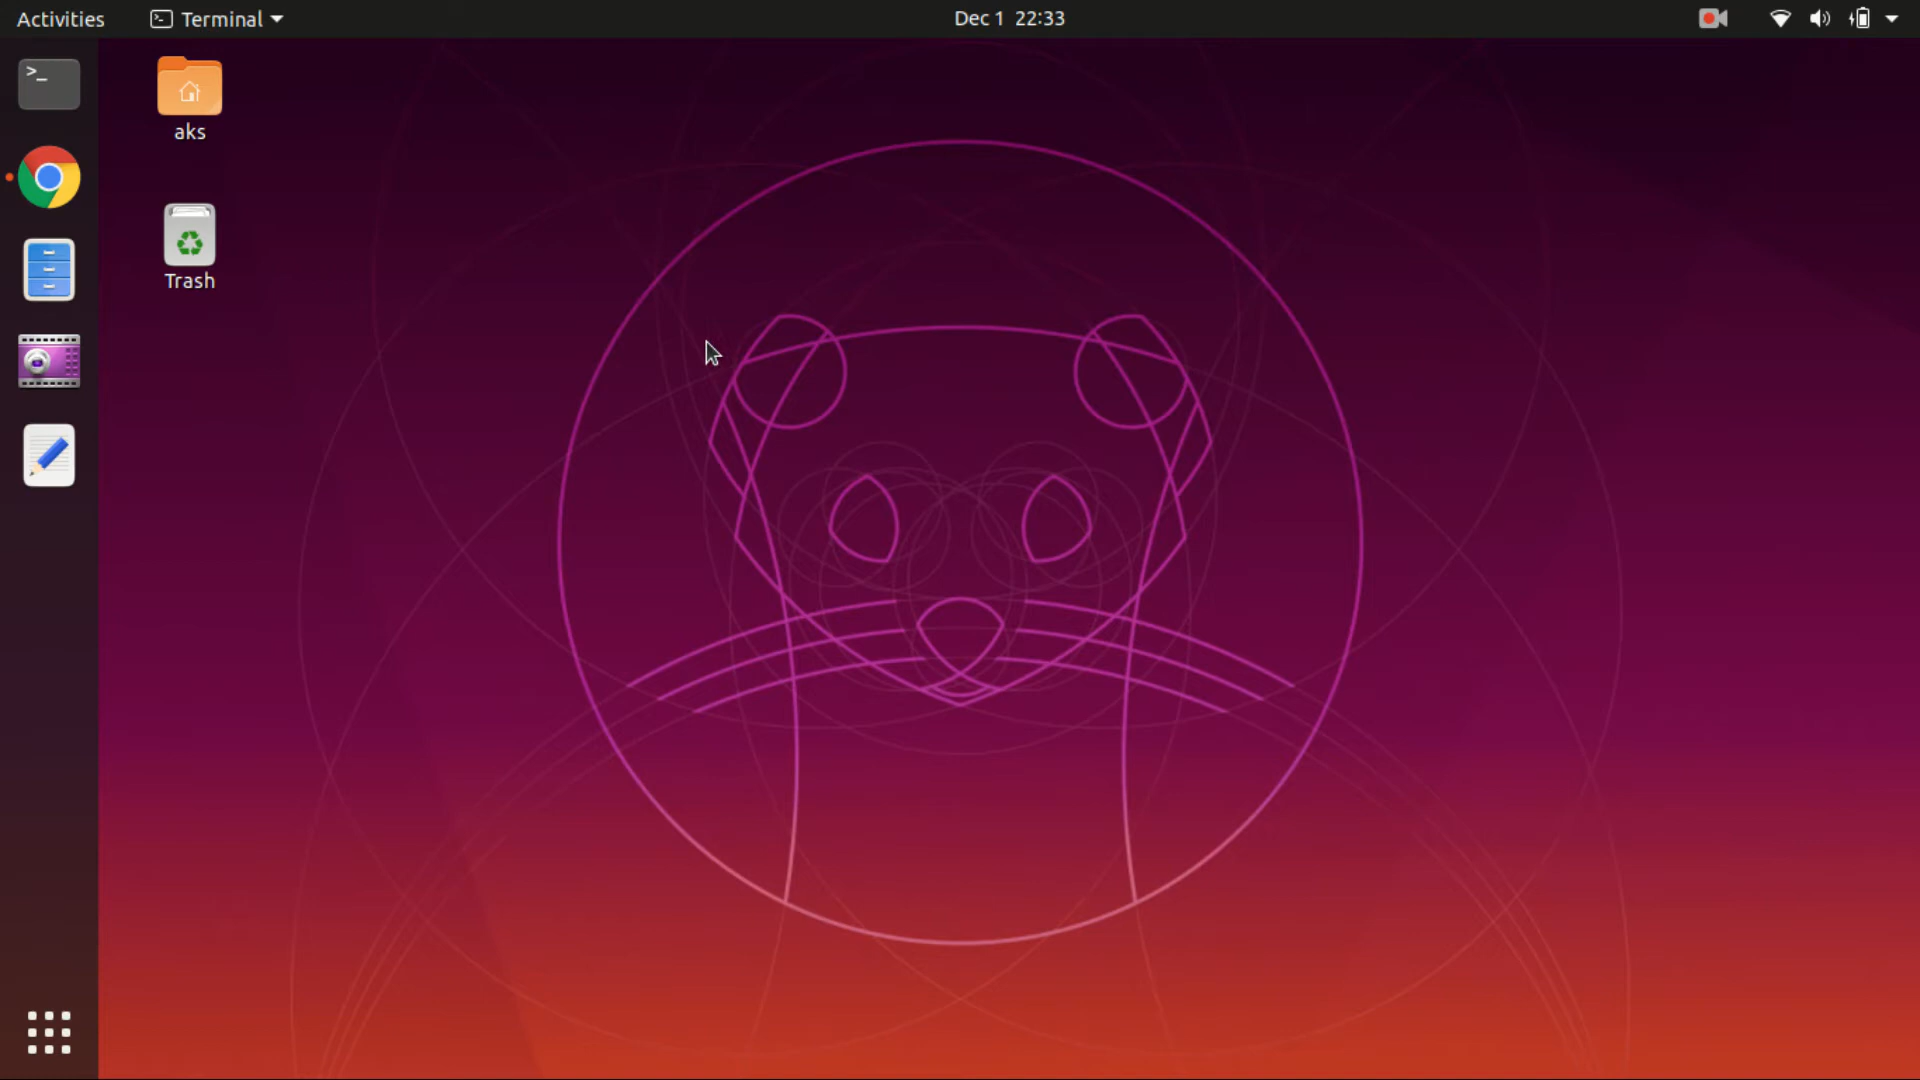 Activities
Terminal
Dec 1 22:33
>_
aks
Trash